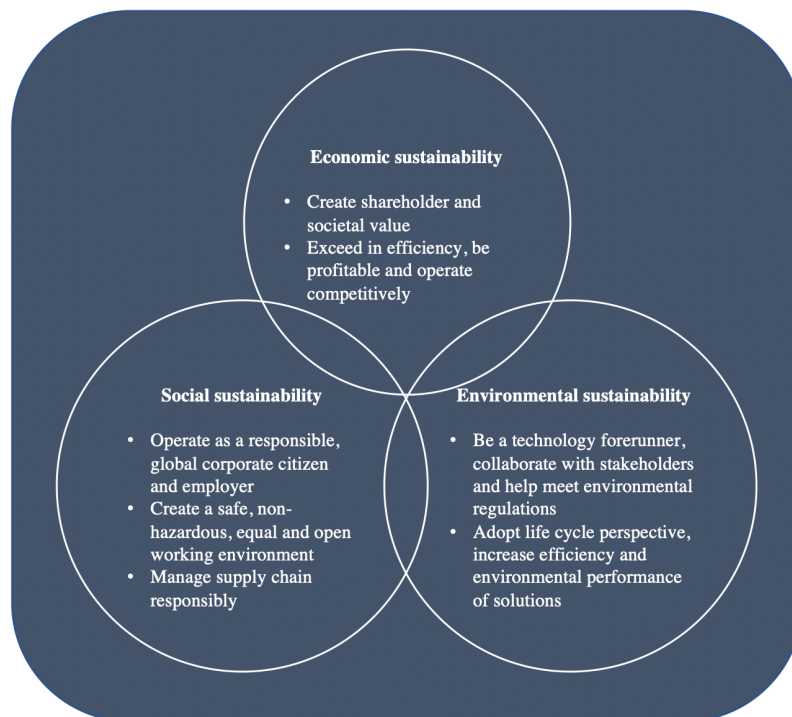 Economic sustainability
• Create shareholder and
societal value
• Exceed in efficiency, be
profitable and operate
competitively
Social sustainability
• Operate as a responsible,
global corporate citizen
and employer
• Create a safe, non-
hazardous, equal and open
working environment
• Manage supply chain
responsibly
Environmental sustainability
• Be a technology forerunner,
collaborate with stakeholders
and help meet environmental
regulations
• Adopt life cycle perspective,
increase efficiency and
environmental performance
of solutions